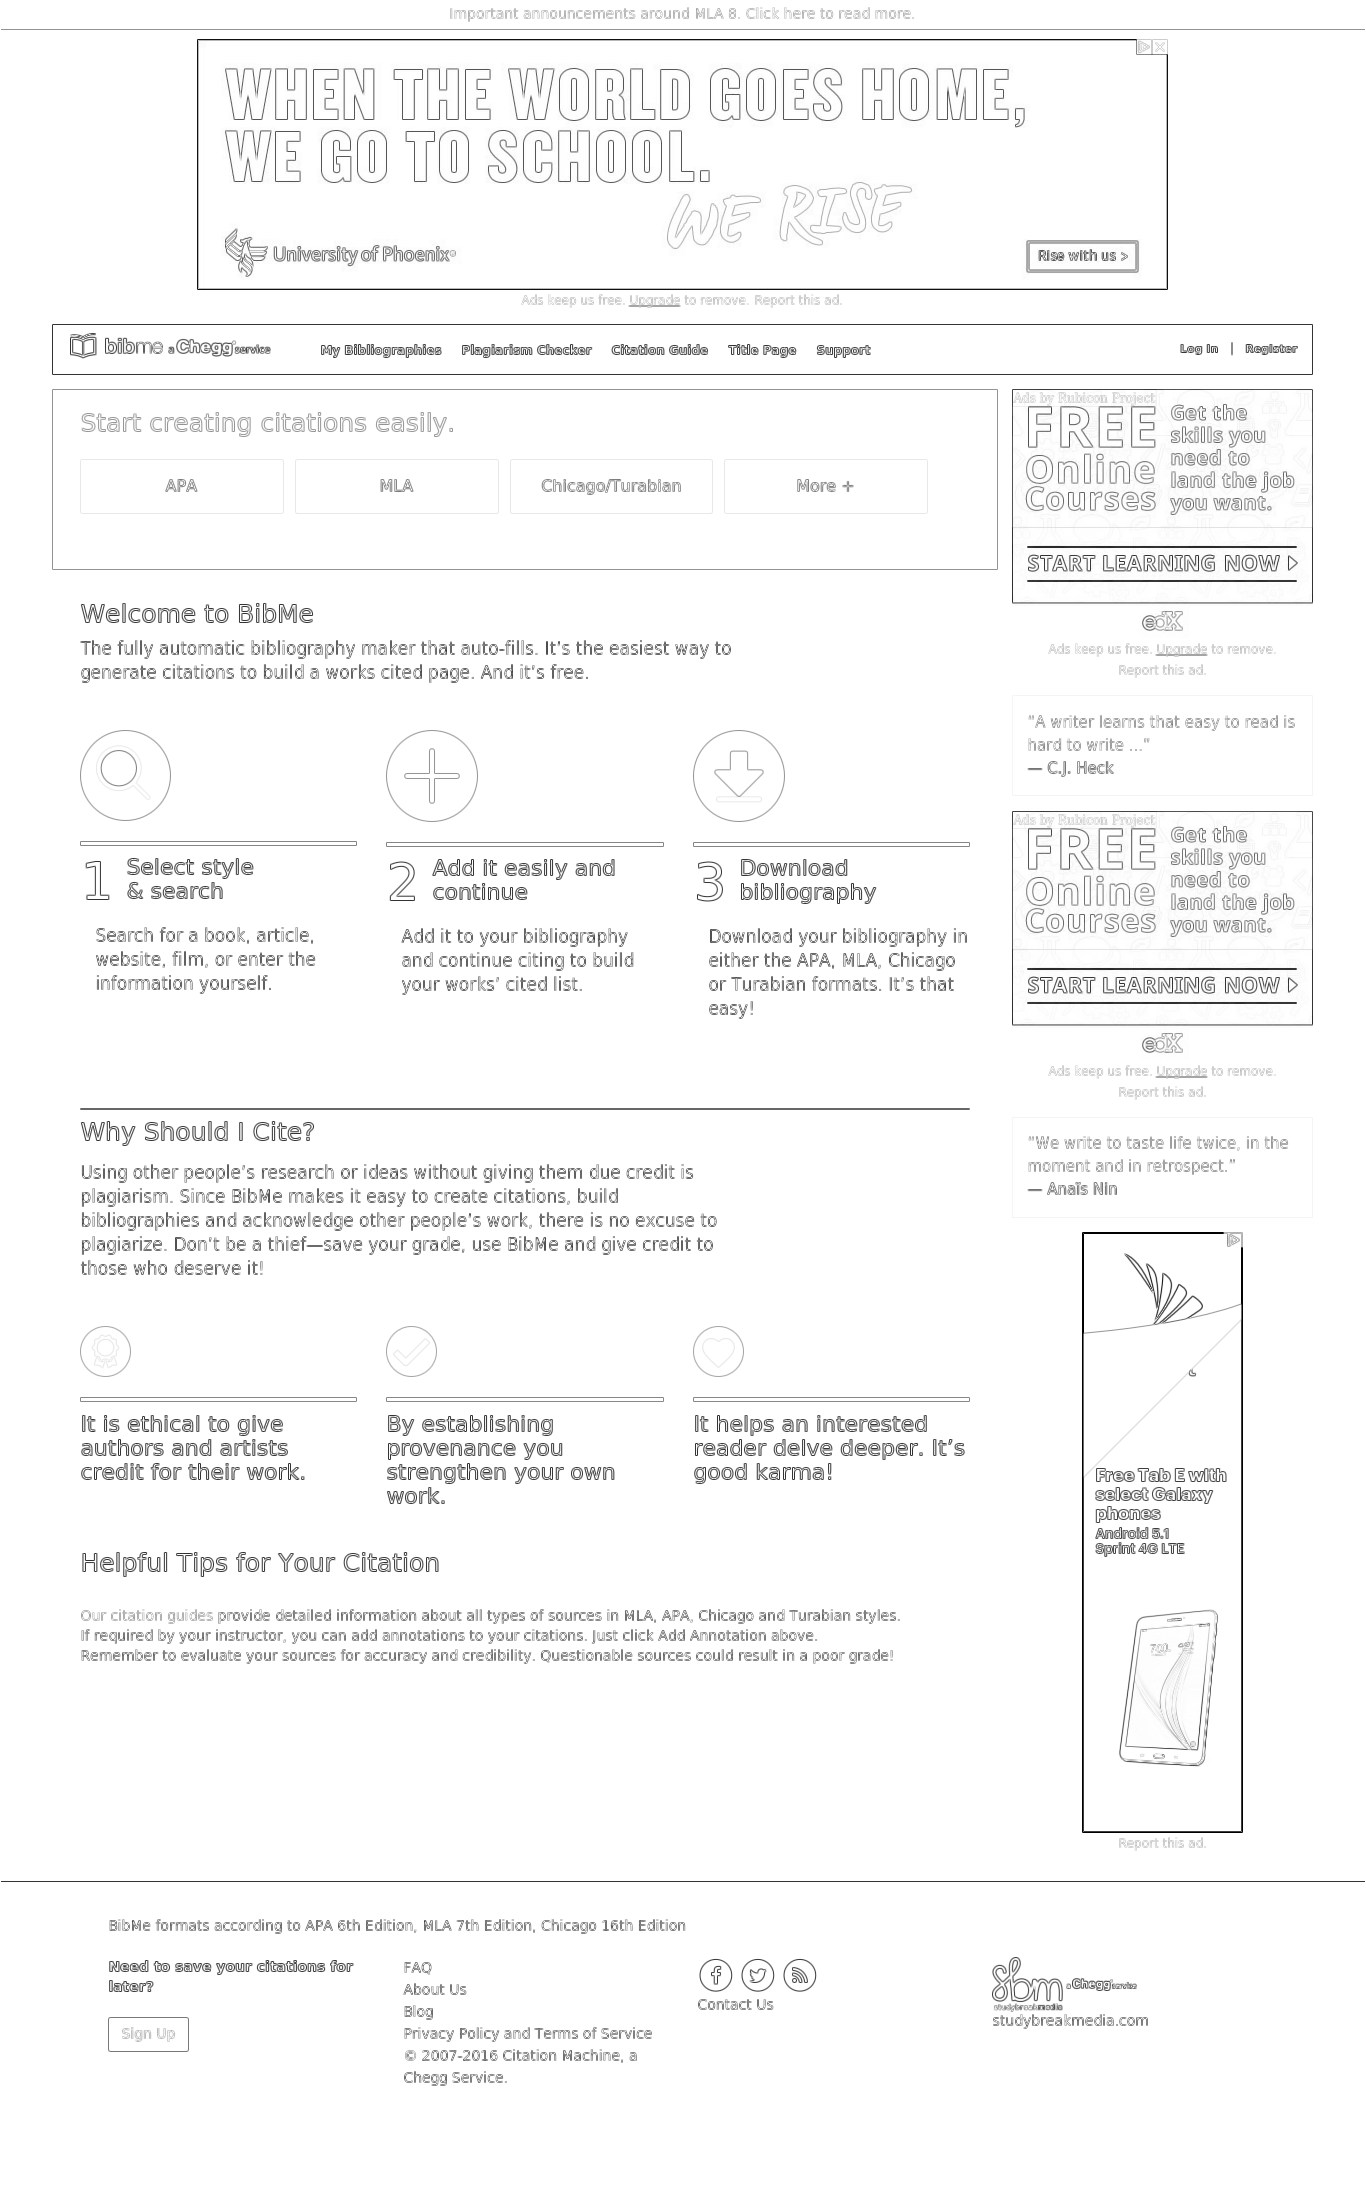 Important announcements around MLA 8. Click here to read more.
WHEN THE WORLD GOES HOME,
WE GO TO SCHOOL.
WE RISE
University of Phoenix®
Rise with us >
Ads keep us free. Upgrade to remove. Report this ad.
bibme a Chegg service
My Bibliographies Plagiarism Checker Citation Guide Title Page Support
Log In | Register
Start creating citations easily.
APA MLA Chicago/Turabian More +
Welcome to BibMe
The fully automatic bibliography maker that auto-fills. It’s the easiest way to
generate citations to build a works cited page. And it's free.
1 Select style
& search
Search for a book, article,
website, film, or enter the
information yourself.
2 Add it easily and
continue
Add it to your bibliography
and continue citing to build
your works’ cited list.
3 Download
bibliography
Download your bibliography in
either the APA, MLA, Chicago
or Turabian formats. It’s that
easy!
Why Should I Cite?
Using other people’s research or ideas without giving them due credit is
plagiarism. Since BibMe makes it easy to create citations, build
bibliographies and acknowledge other people’s work, there is no excuse to
plagiarize. Don’t be a thief—save your grade, use BibMe and give credit to
those who deserve it!
It is ethical to give
authors and artists
credit for their work.
By establishing
provenance you
strengthen your own
work.
It helps an interested
reader delve deeper. It’s
good karma!
Helpful Tips for Your Citation
Our citation guides provide detailed information about all types of sources in MLA, APA, Chicago and Turabian styles.
If required by your instructor, you can add annotations to your citations. Just click Add Annotation above.
Remember to evaluate your sources for accuracy and credibility. Questionable sources could result in a poor grade!
Ads by Rubicon Project
FREE
Online
Courses
Get the
skills you
need to
land the job
you want.
START LEARNING NOW
edX
Ads keep us free. Upgrade to remove.
Report this ad.
"A writer learns that easy to read is
hard to write ..."
— C.J. Heck
Ads by Rubicon Project
FREE
Online
Courses
Get the
skills you
need to
land the job
you want.
START LEARNING NOW
edX
Ads keep us free. Upgrade to remove.
Report this ad.
"We write to taste life twice, in the
moment and in retrospect."
— Anaïs Nin
Free Tab E with
select Galaxy
phones
Android 5.1
Sprint 4G LTE
Report this ad.
BibMe formats according to APA 6th Edition, MLA 7th Edition, Chicago 16th Edition
Need to save your citations for
later?
Sign Up
FAQ
About Us
Blog
Privacy Policy and Terms of Service
© 2007-2016 Citation Machine, a
Chegg Service.
Contact Us
sbm a Chegg service
studybreakmedia
studybreakmedia.com